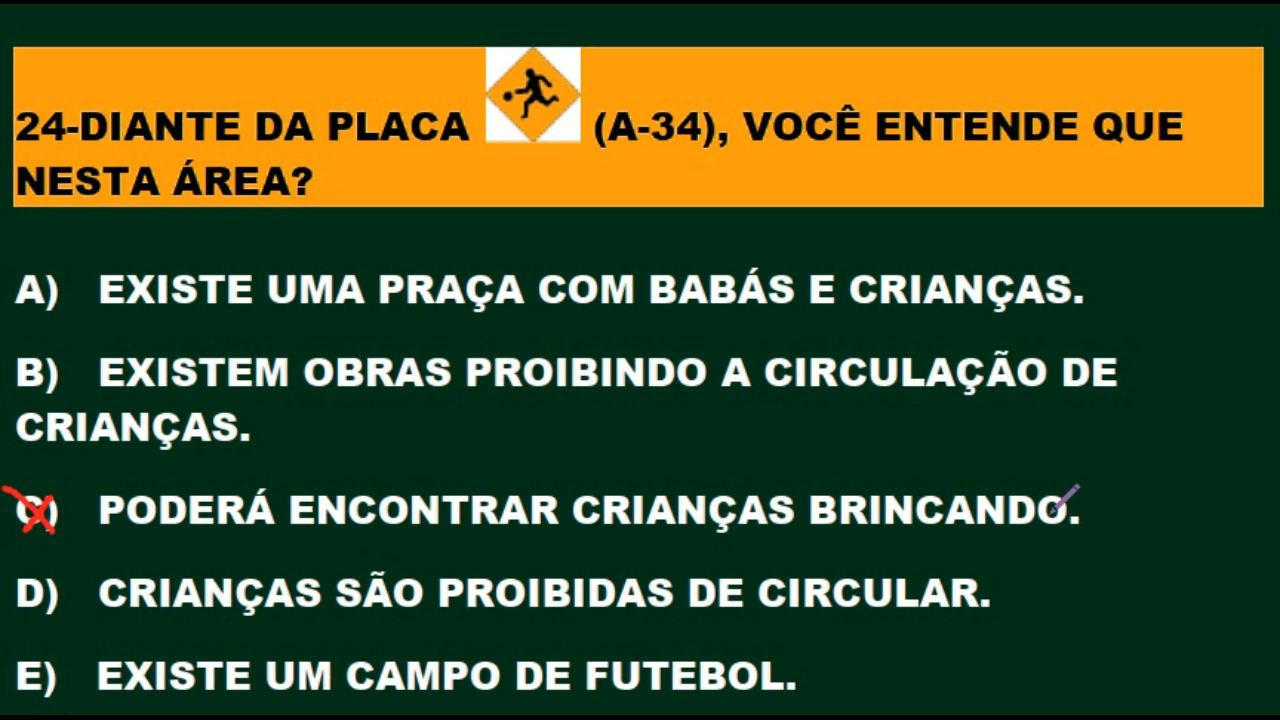 24-DIANTE DA PLACA (A-34), VOCÊ ENTENDE QUE
NESTA ÁREA?
A) EXISTE UMA PRAÇA COM BABÁS E CRIANÇAS.
B) EXISTEM OBRAS PROIBINDO A CIRCULAÇÃO DE
CRIANÇAS.
C) PODERÁ ENCONTRAR CRIANÇAS BRINCANDO.
D) CRIANÇAS SÃO PROIBIDAS DE CIRCULAR.
E) EXISTE UM CAMPO DE FUTEBOL.